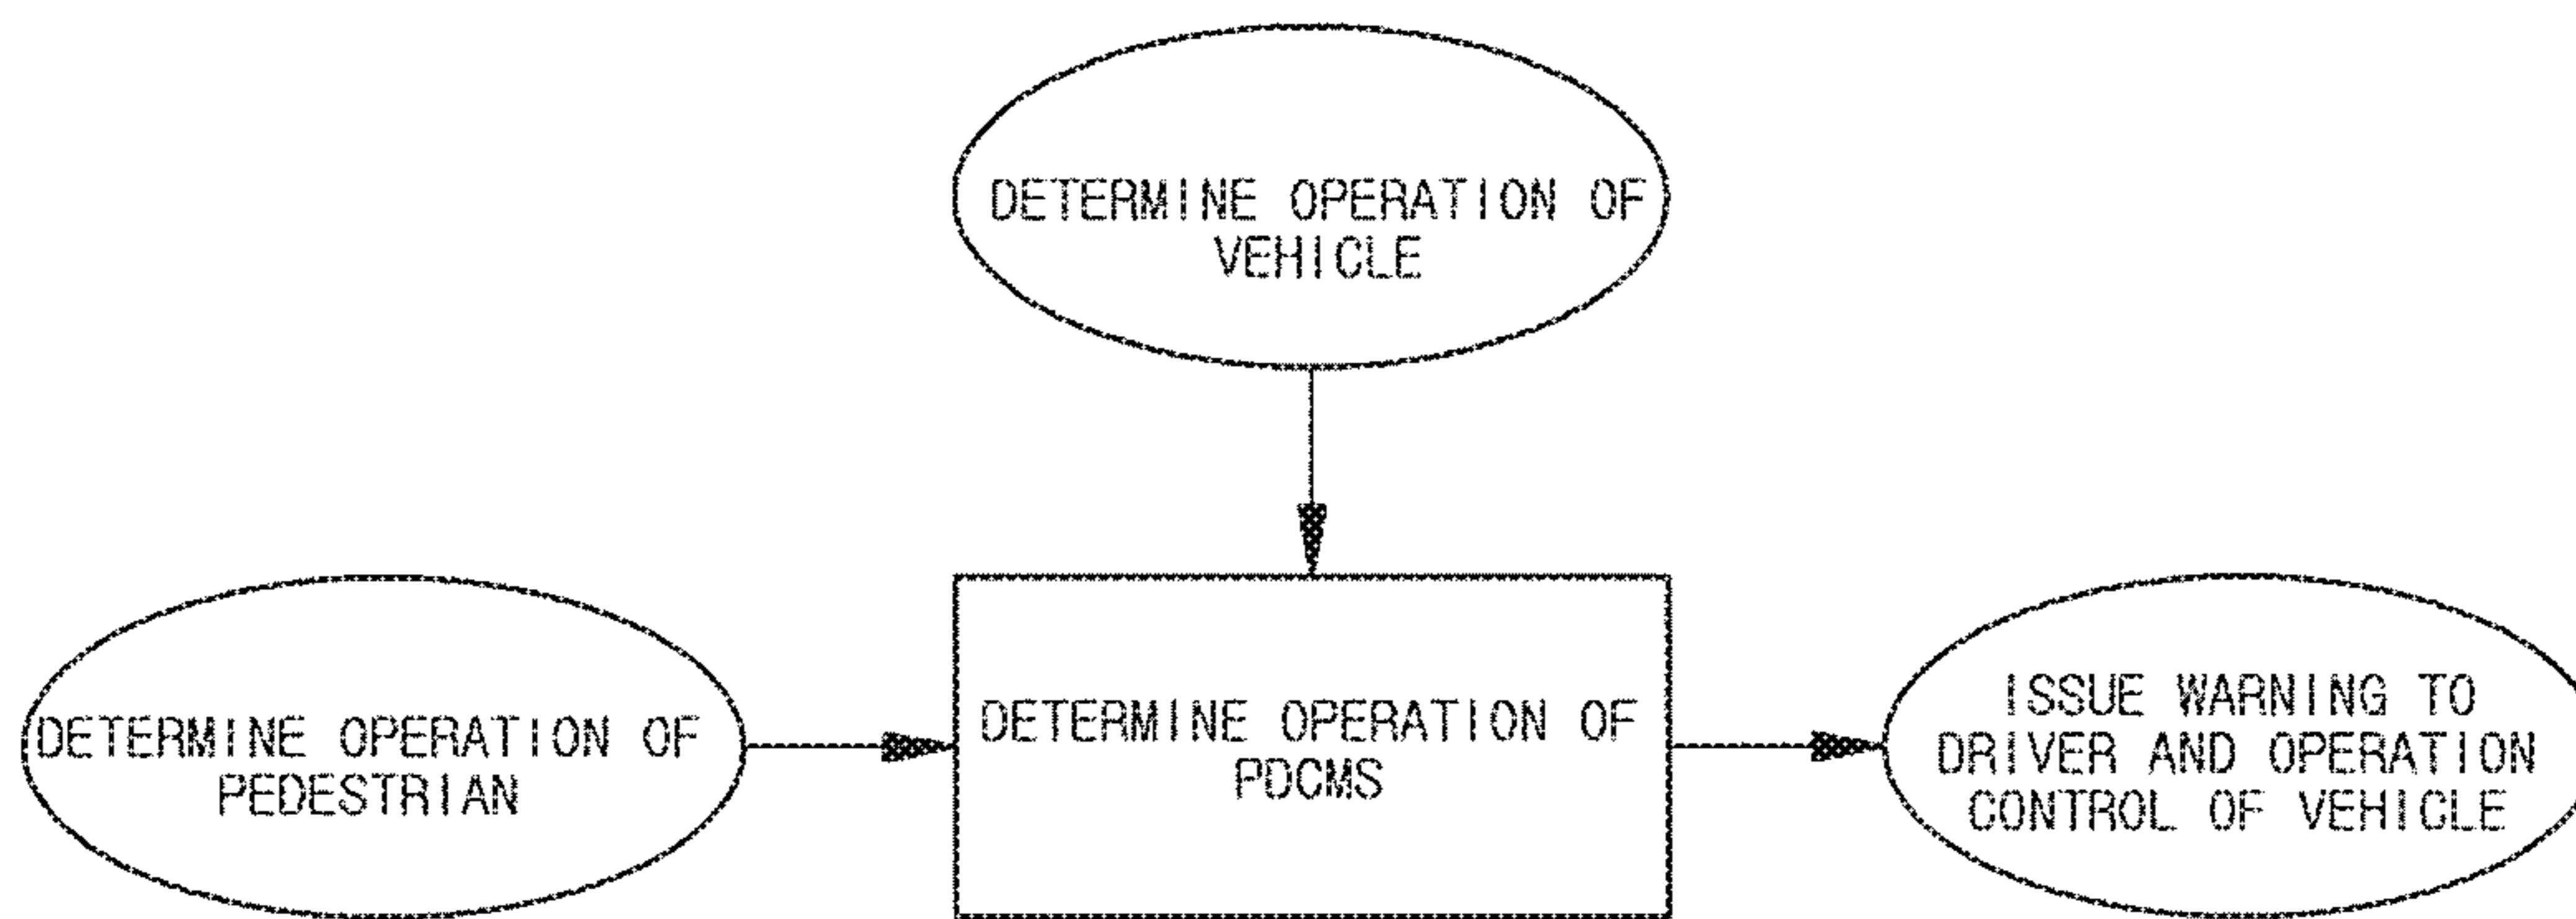 DETERMINE OPERATION OF
VEHICLE
DETERMINE OPERATION OF
PEDESTRIAN
DETERMINE OPERATION OF
PDCMS
ISSUE WARNING TO
DRIVER AND OPERATION
CONTROL OF VEHICLE